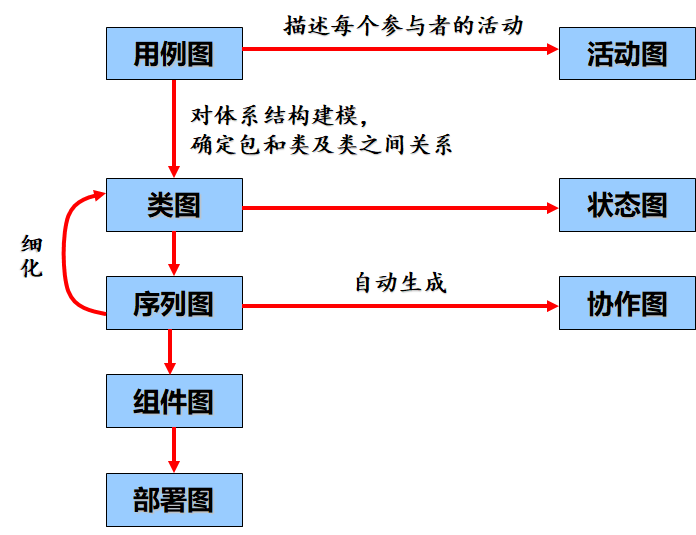 描述每个参与者的活动
用例图
活动图
对体系结构建模，
确定包和类及类之间关系
类图
状态图
细
化
自动生成
序列图
协作图
组件图
部署图